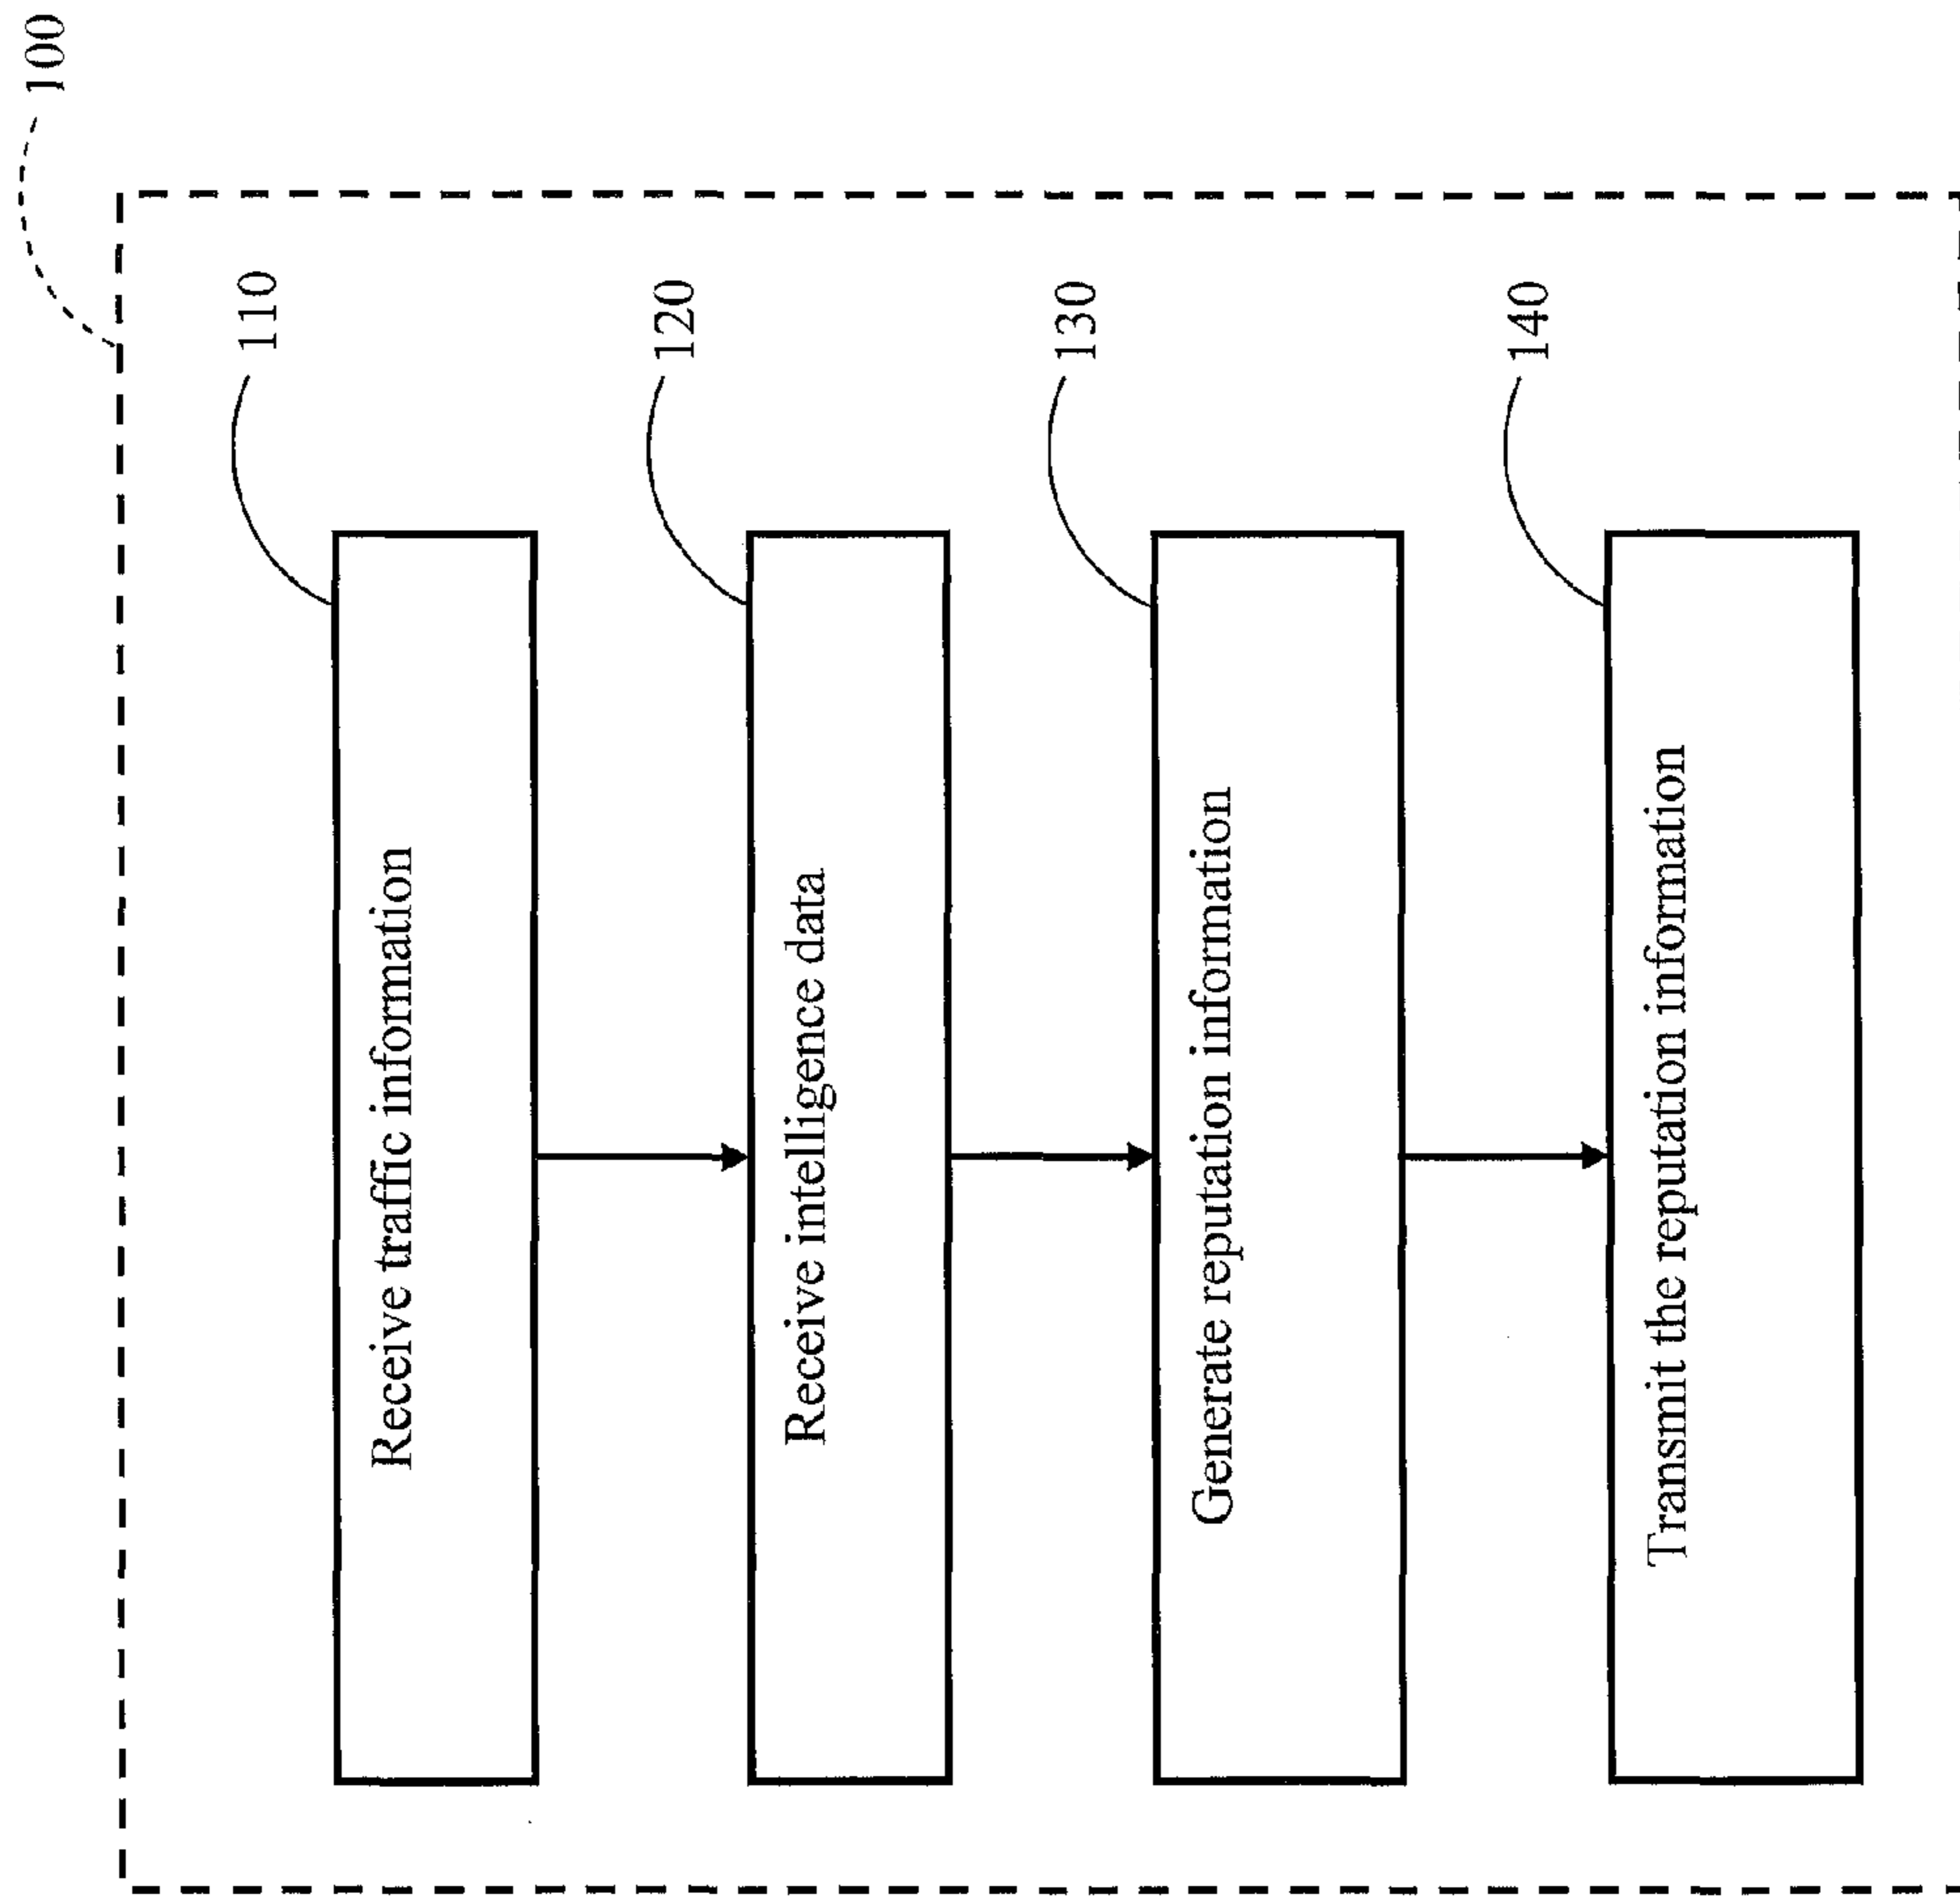 100
110
Receive traffic information
120
Receive intelligence data
130
Generate reputation information
140
Transmit the reputation information